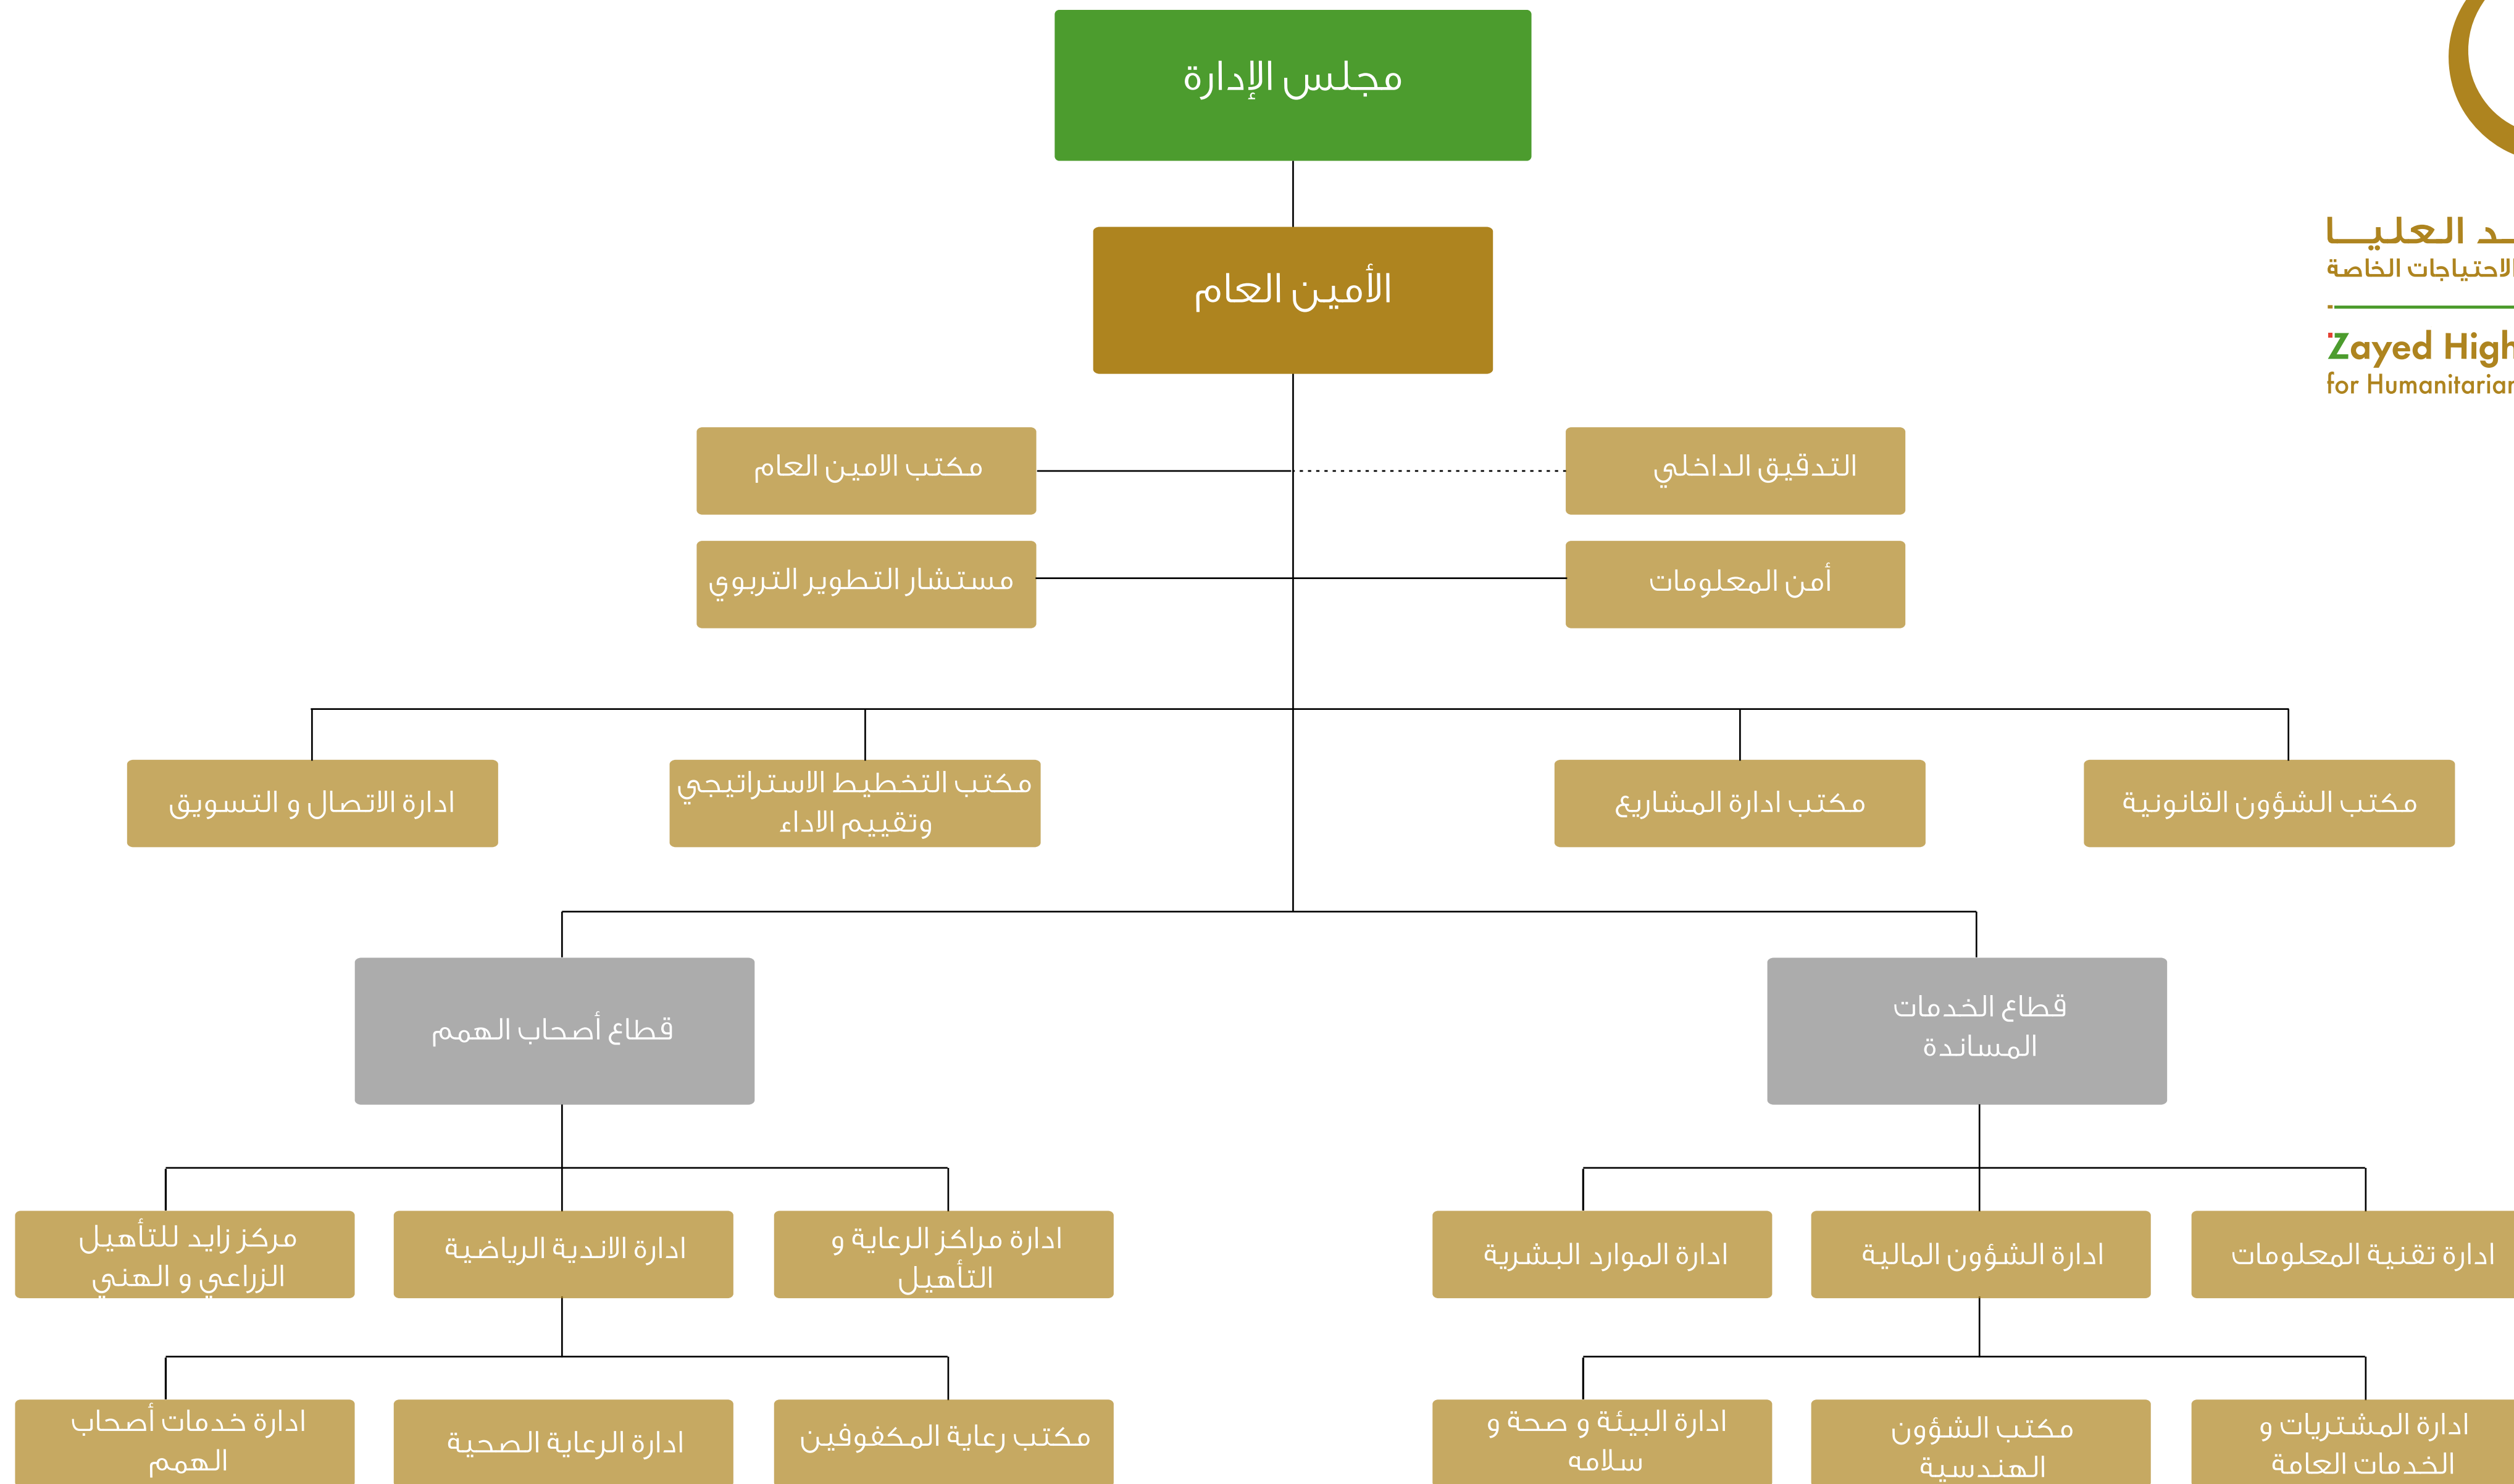 مجلس الإدارة
الأمين العام
د العليا
الاحتياجات الخاصة
Zayed High
for Humanitarian
التدقيق الداخلي
مكتب الامين العام
أمن المعلومات
مستشار التطوير التربوي
مكتب الشؤون القانونية
مكتب ادارة المشاريع
مكتب التخطيط الاستراتيجي
وتقييم الاداء
ادارة الاتصال و التسويق
قطاع الخدمات
المساندة
قطاع أصحاب الهمم
ادارة تقنية المعلومات
ادارة الشؤون المالية
ادارة الموارد البشرية
ادارة مراكز الرعاية و
التأهيل
ادارة الاندية الرياضية
مركز زايد للتأهيل
الزراعي و الهني
ادارة المشتريات و
الخدمات العامة
مكتب الشؤون
الهندسية
ادارة البيئة و صحة و
سلامه
مكتب رعاية المكفوفين
ادارة الرعاية الصحية
ادارة خدمات أصحاب
الهمم